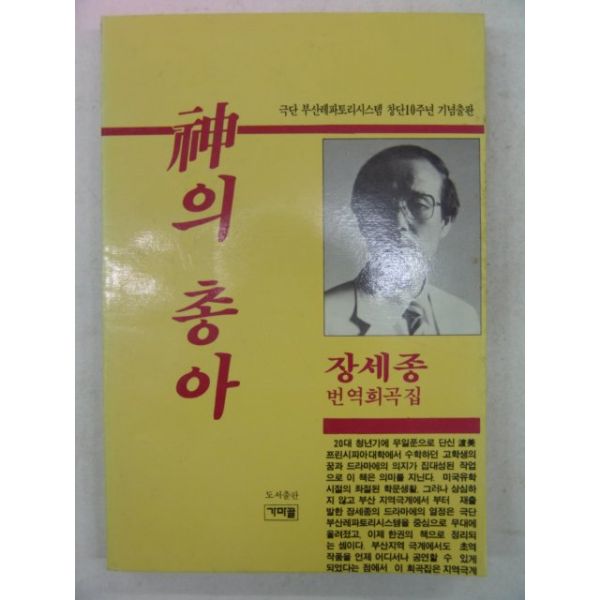 극단 부산레파토리시스템 창단10주년 기념출판
神의 총아
장세종
번역희곡집
20대 청년기에 무일푼으로 단신 渡美
프린시피아대학에서 수학하던 고학생의
꿈과 드라마에의 의지가 집대성된 작업
으로 이 책은 의미를 지닌다. 미국유학
시절의 좌절된 학문생활, 그러나 상심하
지 않고 부산 지역극계에서 부터 재출
발한 장세종의 드라마에의 열정은 극단
부산레파토리시스템을 중심으로 무대에
올려졌고, 이제 한권의 책으로 정리되
는 셈이다. 부산지역 극계에서도 초역
작품을 언제 어디서나 공연할 수 있게
되었다는 점에서 이 희곡집은 지역극계
도서출판
가마골